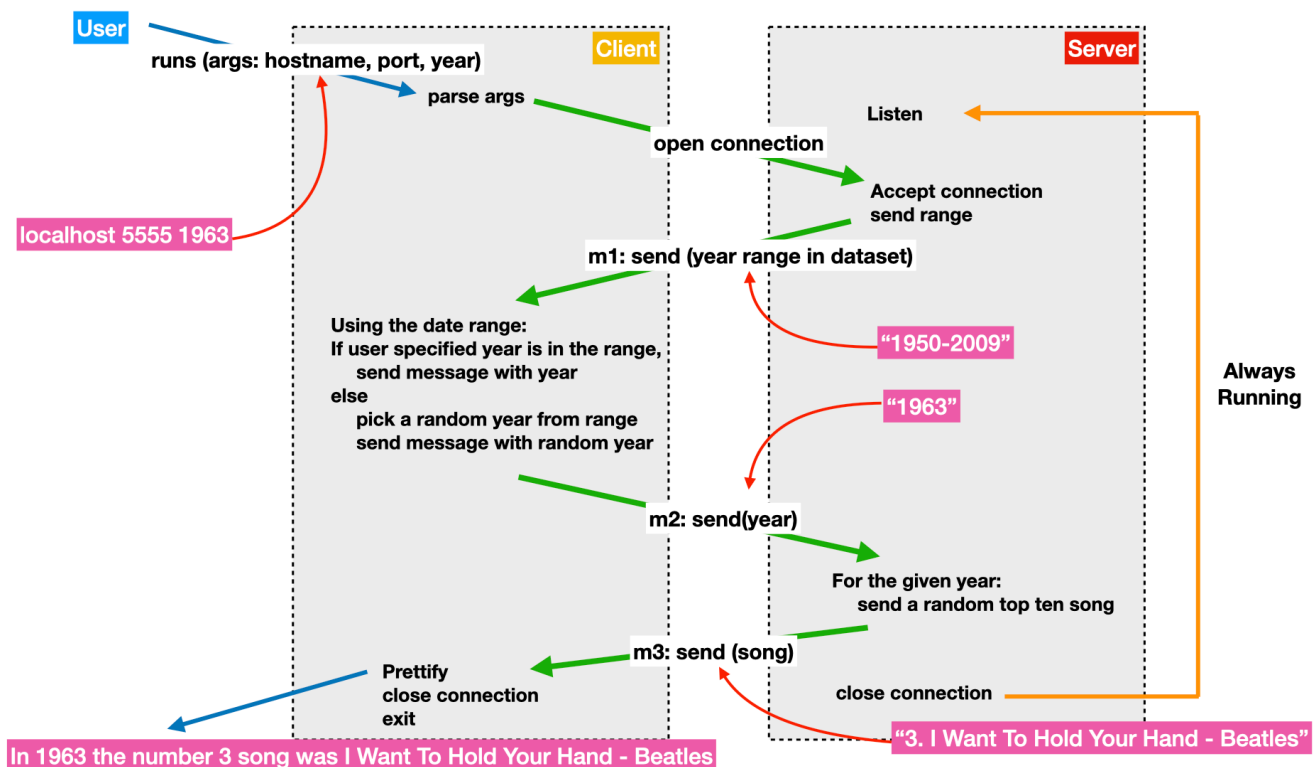 User
Client
Server
runs (args: hostname, port, year)
parse args
Listen
open connection
Accept connection
send range
localhost 5555 1963
m1: send (year range in dataset)
Using the date range:
If user specified year is in the range,
send message with year
else
pick a random year from range
send message with random year
“1950-2009”
Always
Running
“1963”
m2: send(year)
For the given year:
send a random top ten song
m3: send (song)
Prettify
close connection
exit
close connection
“3. I Want To Hold Your Hand - Beatles”
In 1963 the number 3 song was I Want To Hold Your Hand - Beatles